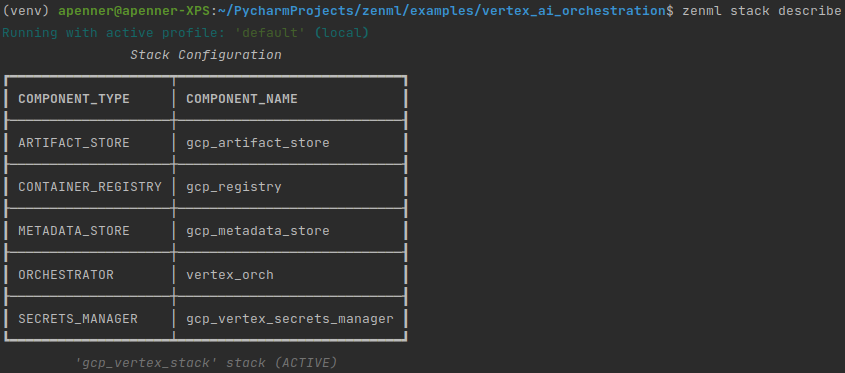 (venv) apenner@apenner-XPS:~/PycharmProjects/zenml/examples/vertex_ai_orchestration$ zenml stack describe
Running with active profile: 'default' (local)
Stack Configuration
COMPONENT_TYPE COMPONENT_NAME
ARTIFACT_STORE gcp_artifact_store
CONTAINER_REGISTRY gcp_registry
METADATA_STORE gcp_metadata_store
ORCHESTRATOR vertex_orch
SECRETS_MANAGER gcp_vertex_secrets_manager
'gcp_vertex_stack' stack (ACTIVE)